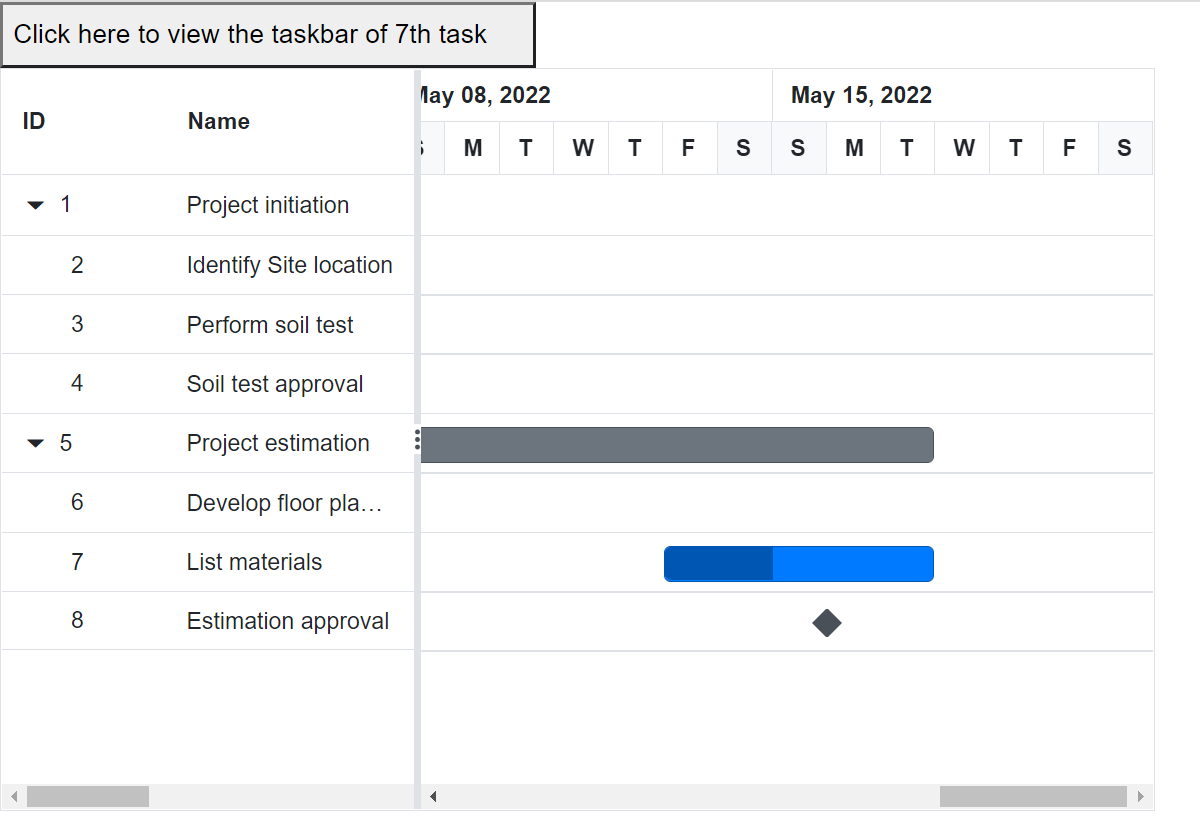 Click here to view the taskbar of 7th task
May 08, 2022 May 15, 2022
ID Name
S M T W T F S S M T W T F S
1 Project initiation
2 Identify Site location
3 Perform soil test
4 Soil test approval
5 Project estimation
6 Develop floor pla…
7 List materials
8 Estimation approval